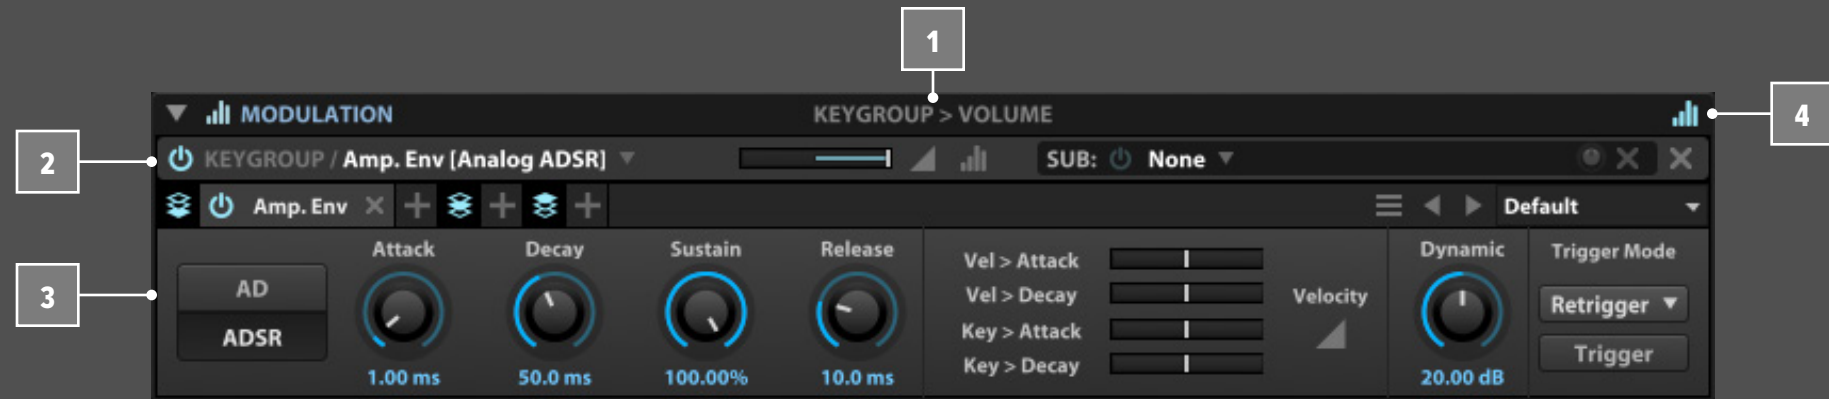 1
MODULATION
KEYGROUP > VOLUME
4
2
KEYGROUP / Amp. Env [Analog ADSR]
SUB:
None
Amp. Env
Default
3
AD
ADSR
Attack
Decay
Sustain
Release
1.00 ms
50.0 ms
100.00%
10.0 ms
Vel > Attack
Vel > Decay
Key > Attack
Key > Decay
Velocity
Dynamic
20.00 dB
Trigger Mode
Retrigger
Trigger